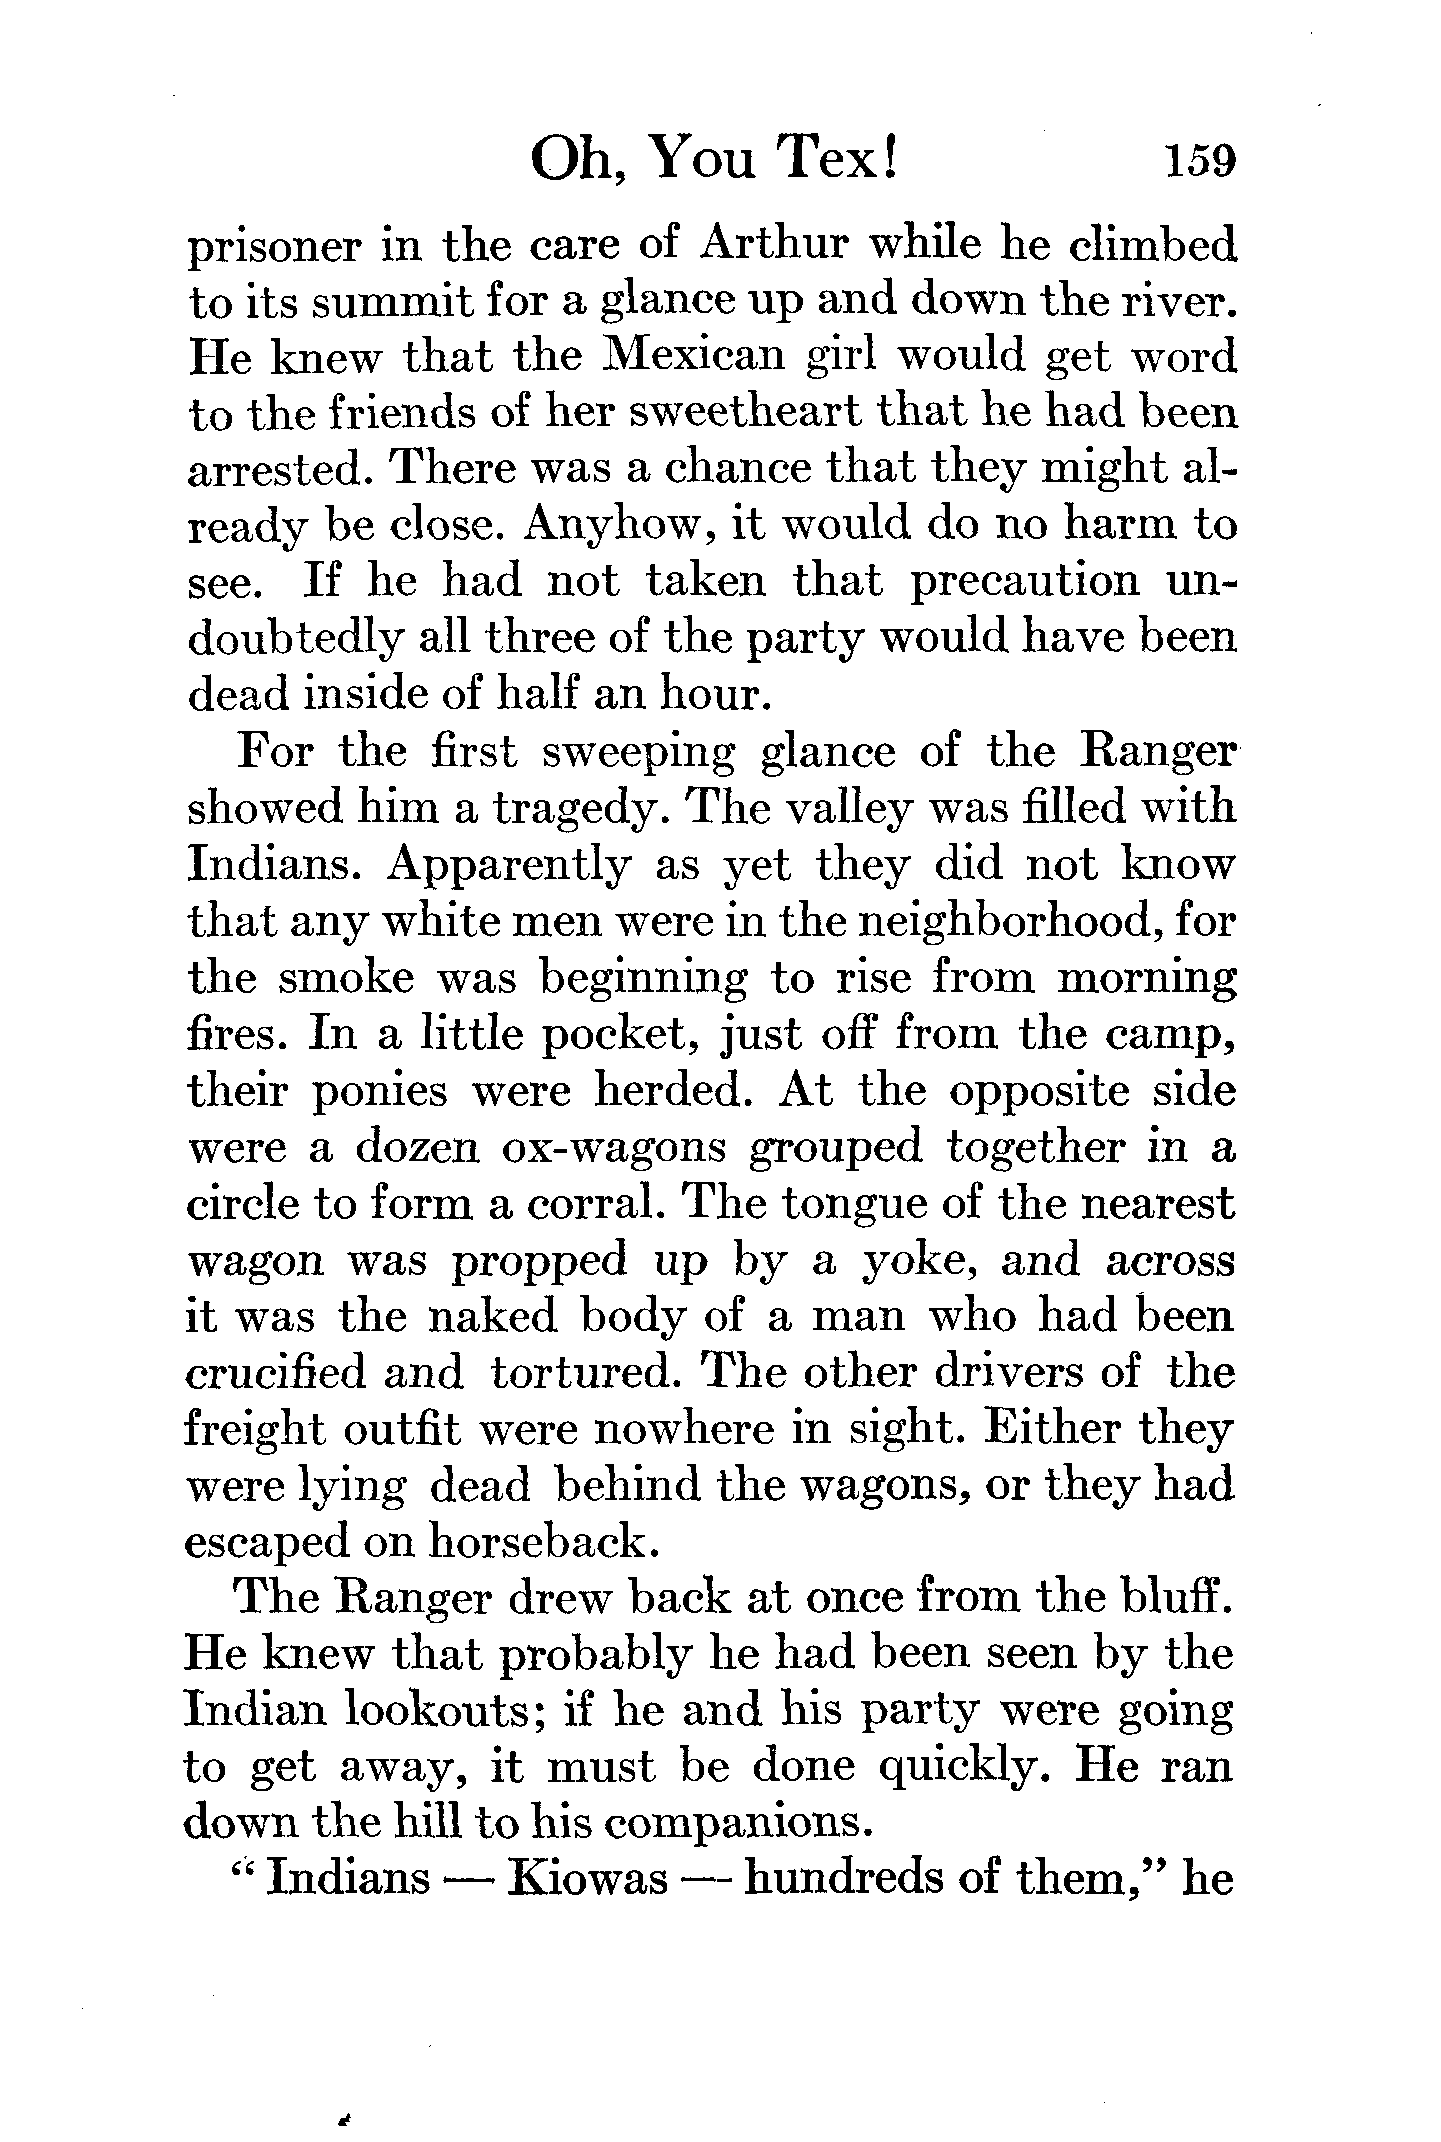 Oh, You Tex! 159
prisoner in the care of Arthur while he climbed
to its summit for a glance up and down the river.
He knew that the Mexican girl would get word
to the friends of her sweetheart that he had been
arrested. There was a chance that they might al-
ready be close. Anyhow, it would do no harm to
see. If he had not taken that precaution un-
doubtedly all three of the party would have been
dead inside of half an hour.
For the first sweeping glance of the Ranger
showed him a tragedy. The valley was filled with
Indians. Apparently as yet they did not know
that any white men were in the neighborhood, for
the smoke was beginning to rise from morning
fires. In a little pocket, just off from the camp,
their ponies were herded. At the opposite side
were a dozen ox-wagons grouped together in a
circle to form a corral. The tongue of the nearest
wagon was propped up by a yoke, and across
it was the naked body of a man who had been
crucified and tortured. The other drivers of the
freight outfit were nowhere in sight. Either they
were lying dead behind the wagons, or they had
escaped on horseback.
The Ranger drew back at once from the bluff.
He knew that probably he had been seen by the
Indian lookouts; if he and his party were going
to get away, it must be done quickly. He ran
down the hill to his companions.
“Indians — Kiowas — hundreds of them,” he